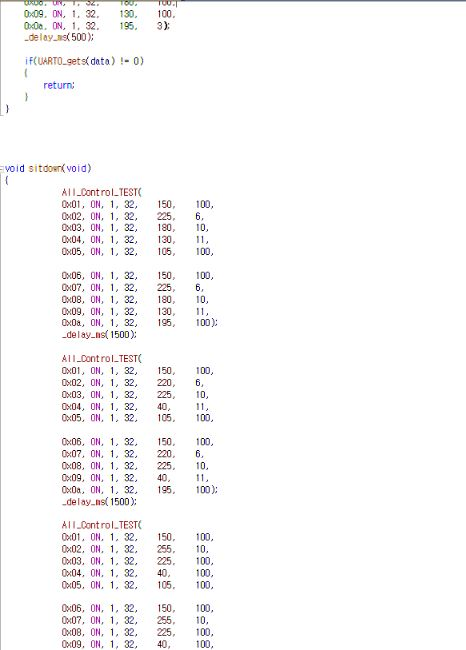 0x08, ON, 1, 32, 180, 100,
0x09, ON, 1, 32, 130, 100,
0x0a, ON, 1, 32, 195, 3);
_delay_ms(500);
if(UART0_gets(data) != 0)
{
return;
}
}
void sitdown(void)
{
All_Control_TEST(
0x01, ON, 1, 32, 150, 100,
0x02, ON, 1, 32, 225, 6,
0x03, ON, 1, 32, 180, 10,
0x04, ON, 1, 32, 130, 11,
0x05, ON, 1, 32, 105, 100,
0x06, ON, 1, 32, 150, 100,
0x07, ON, 1, 32, 225, 6,
0x08, ON, 1, 32, 180, 10,
0x09, ON, 1, 32, 130, 11,
0x0a, ON, 1, 32, 195, 100);
_delay_ms(1500);
All_Control_TEST(
0x01, ON, 1, 32, 150, 100,
0x02, ON, 1, 32, 220, 6,
0x03, ON, 1, 32, 225, 10,
0x04, ON, 1, 32, 40, 11,
0x05, ON, 1, 32, 105, 100,
0x06, ON, 1, 32, 150, 100,
0x07, ON, 1, 32, 220, 6,
0x08, ON, 1, 32, 225, 10,
0x09, ON, 1, 32, 40, 11,
0x0a, ON, 1, 32, 195, 100);
_delay_ms(1500);
All_Control_TEST(
0x01, ON, 1, 32, 150, 100,
0x02, ON, 1, 32, 255, 10,
0x03, ON, 1, 32, 225, 100,
0x04, ON, 1, 32, 40, 100,
0x05, ON, 1, 32, 105, 100,
0x06, ON, 1, 32, 150, 100,
0x07, ON, 1, 32, 255, 10,
0x08, ON, 1, 32, 225, 100,
0x09, ON, 1, 32, 40, 100,